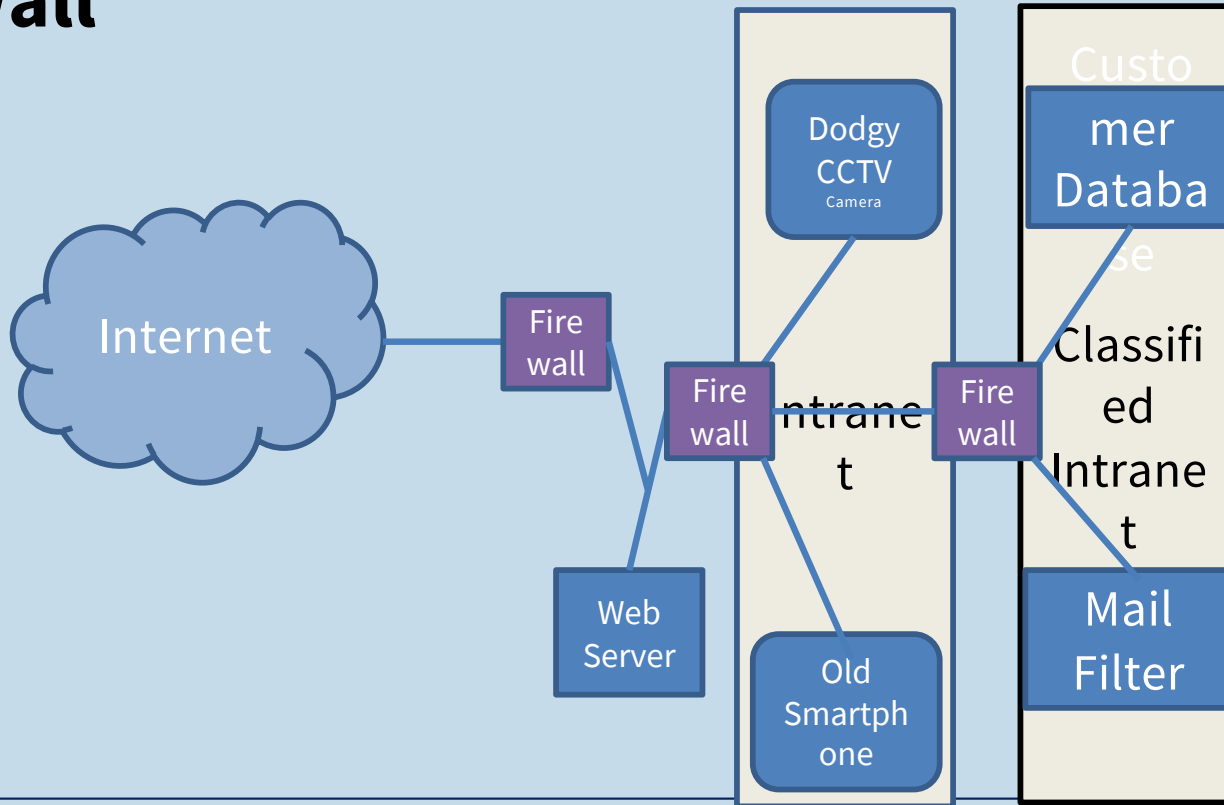 wall
Internet
Fire
wall
Web
Server
Fire
wall
Dodgy
CCTV
Camera
ntrane
t
Old
Smartph
one
Fire
wall
Custo
mer
Databa
se
Classifi
ed
Intrane
t
Mail
Filter